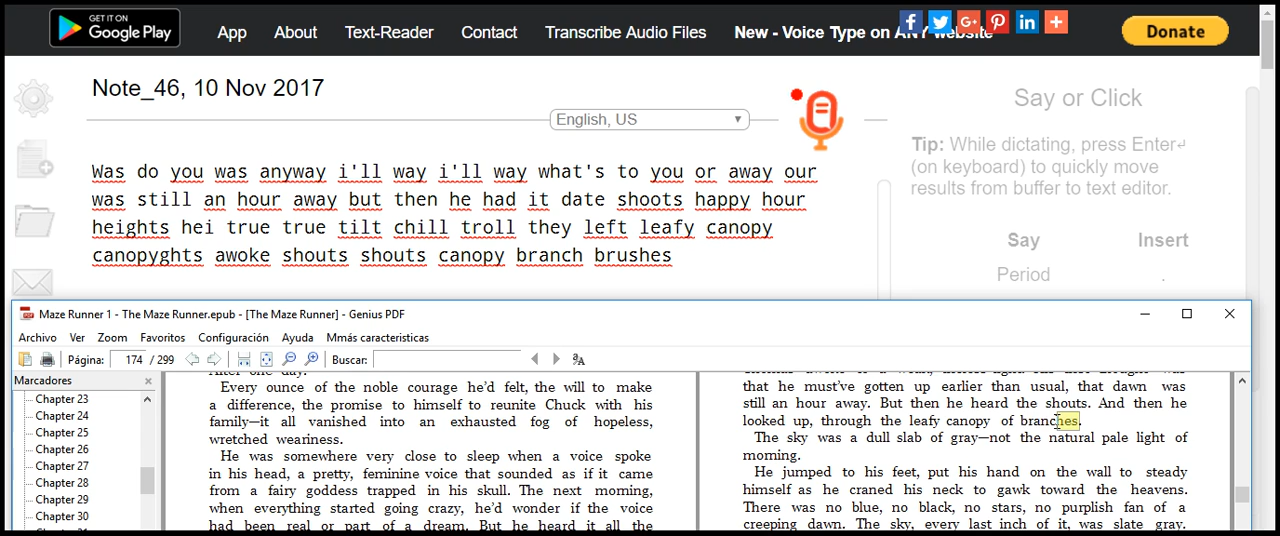 GET IT ON
Google Play
App
About
Text-Reader
Contact
Transcribe Audio Files
New - Voice Type on ANY website
Donate
Note_46, 10 Nov 2017
English, US
Was do you was anyway i'll way i'll way what's to you or away our
was still an hour away but then he had it date shoots happy hour
heights hei true true tilt chill troll they left leafy canopy
canopyghts awoke shouts shouts canopy branch brushes
Say or Click
Tip: While dictating, press Enter↵
(on keyboard) to quickly move
results from buffer to text editor.
Say Insert
Period .
Maze Runner 1 - The Maze Runner.epub - [The Maze Runner] - Genius PDF
Archivo Ver Zoom Favoritos Configuración Ayuda Mmás caracteristicas
Página: 174 / 299 Buscar:
Marcadores
Chapter 23
Chapter 24
Chapter 25
Chapter 26
Chapter 27
Chapter 28
Chapter 29
Chapter 30
After one day.
Every ounce of the noble courage he'd felt, the will to make
a difference, the promise to himself to reunite Chuck with his
family—it all vanished into an exhausted fog of hopeless,
wretched weariness.
He was somewhere very close to sleep when a voice spoke
in his head, a pretty, feminine voice that sounded as if it came
from a fairy goddess trapped in his skull. The next morning,
when everything started going crazy, he'd wonder if the voice
had been real or part of a dream. But he heard it all the
that he must've gotten up earlier than usual, that dawn was
still an hour away. But then he heard the shouts. And then he
looked up, through the leafy canopy of branches.
The sky was a dull slab of gray—not the natural pale light of
morning.
He jumped to his feet, put his hand on the wall to steady
himself as he craned his neck to gawk toward the heavens.
There was no blue, no black, no stars, no purplish fan of a
creeping dawn. The sky, every last inch of it, was slate gray.